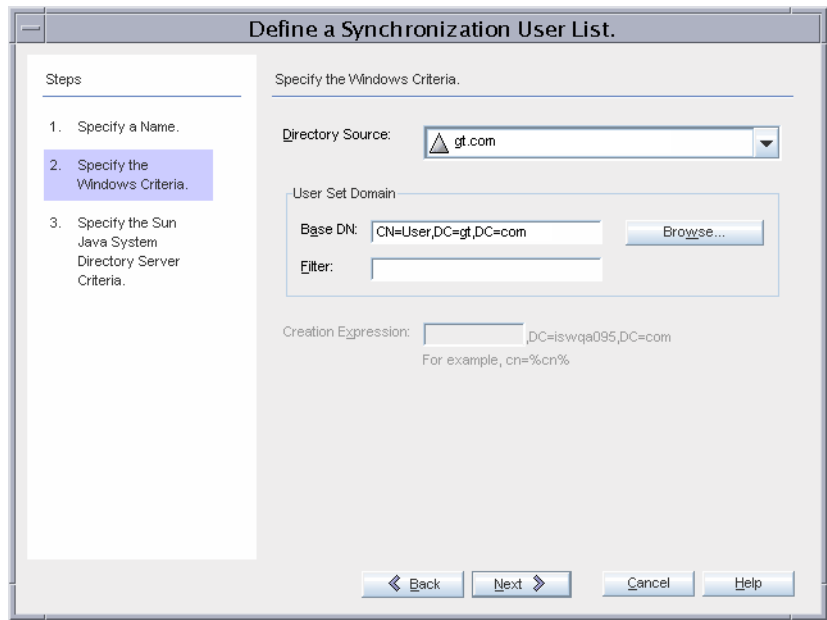 Define a Synchronization User List.
Steps
1. Specify a Name.
2. Specify the
Windows Criteria.
3. Specify the Sun
Java System
Directory Server
Criteria.
Specify the Windows Criteria.
Directory Source:
gt.com
User Set Domain
Base DN: CN=User,DC=gt,DC=com Browse...
Filter:
Creation Expression: ,DC=iswqa095,DC=com
For example, cn=%cn%
Back Next Cancel Help